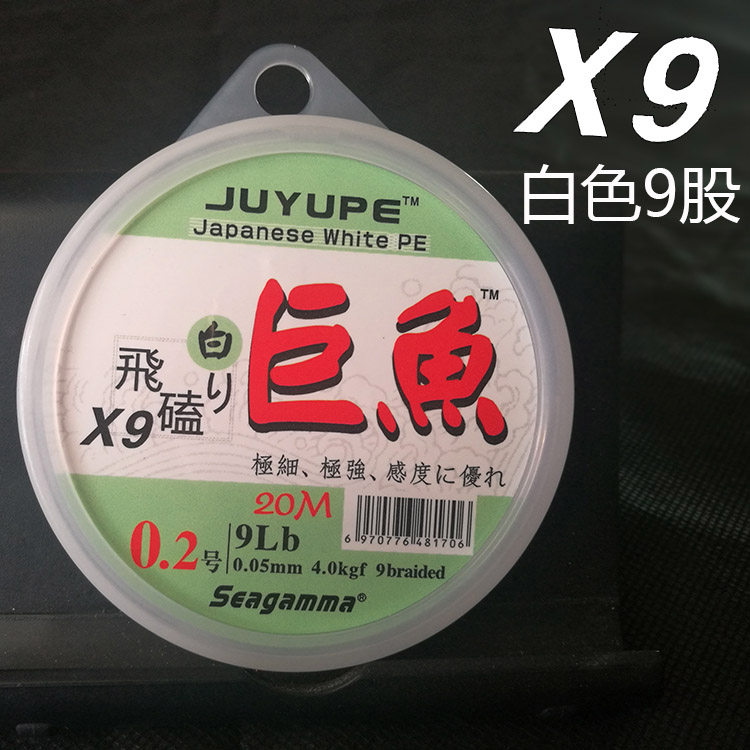 X9
白色9股
JUYUPE™
Japanese White PE
巨魚™
白り
飛磕
X9
極細、極強、感度に優れ
20M
6 970776 481706
0.2号
9Lb
0.05mm 4.0kgf 9braided
Seagamma®